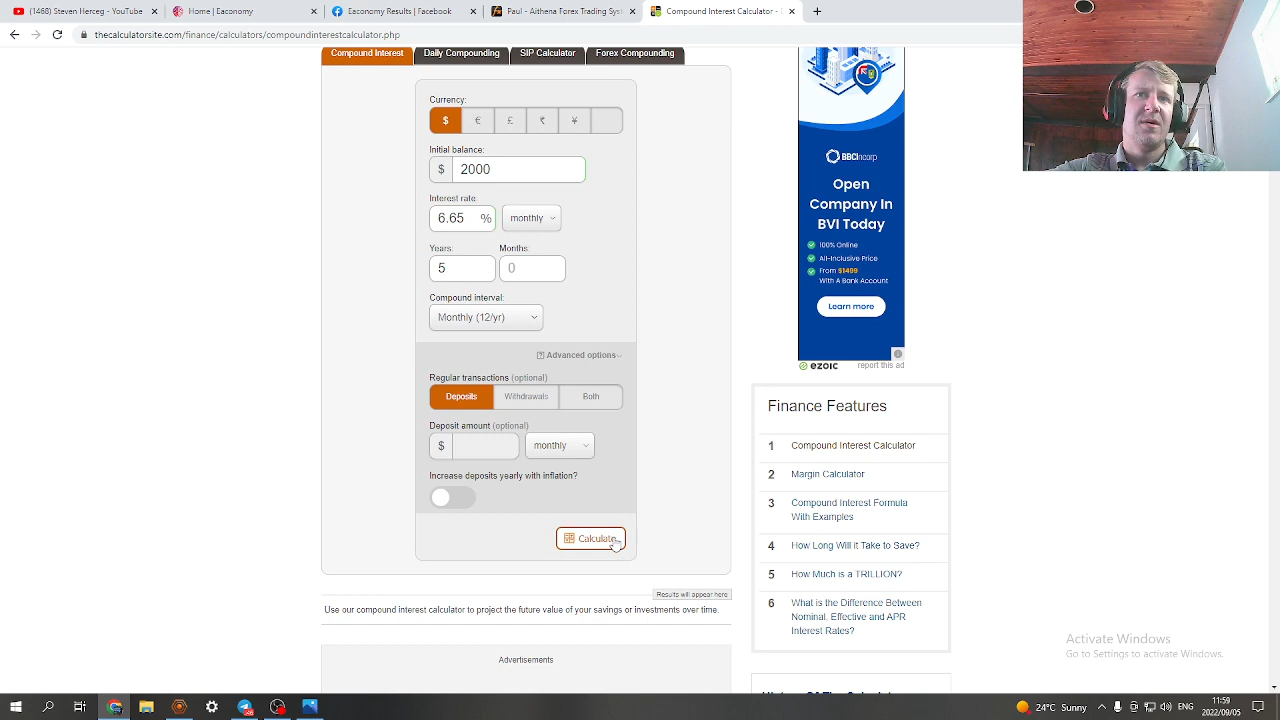 (1468) Steven Herceg - YouTube
Home | Eaconomy
Eaconomy Results | Facebook
Paul - Aithena Forex Trading Syst
Compound Interest Calculator -
thecalculatorsite.com/finance/calculators/compoundinterestcalculator.php
Compound Interest
Daily Compounding
SIP Calculator
Forex Compounding
Currency:
$ € £ ₹ ¥
Initial balance:
$ 2000
Interest rate:
6.65 % monthly
Years: Months:
5 0
Compound interval:
Monthly (12/yr)
Advanced options
Regular transactions (optional)
Deposits Withdrawals Both
Deposit amount (optional)
$ monthly
Increase deposits yearly with inflation?
Calculate
Results will appear here
Use our compound interest calculator to project the future value of your savings or investments over time.
Advertisements
BBCIncorp
Open
Company In
BVI Today
100% Online
All-Inclusive Price
From $1499
With A Bank Account
Learn more
ezoic
report this ad
Finance Features
1 Compound Interest Calculator
2 Margin Calculator
3 Compound Interest Formula
With Examples
4 How Long Will it Take to Save?
5 How Much is a TRILLION?
6 What is the Difference Between
Nominal, Effective and APR
Interest Rates?
Activate Windows
Go to Settings to activate Windows.
21°C
ENG
11:59
2022/09/05